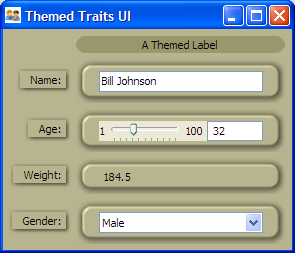 Themed Traits UI
A Themed Label
Name: Bill Johnson
Age: 1 100 32
Weight: 184.5
Gender: Male